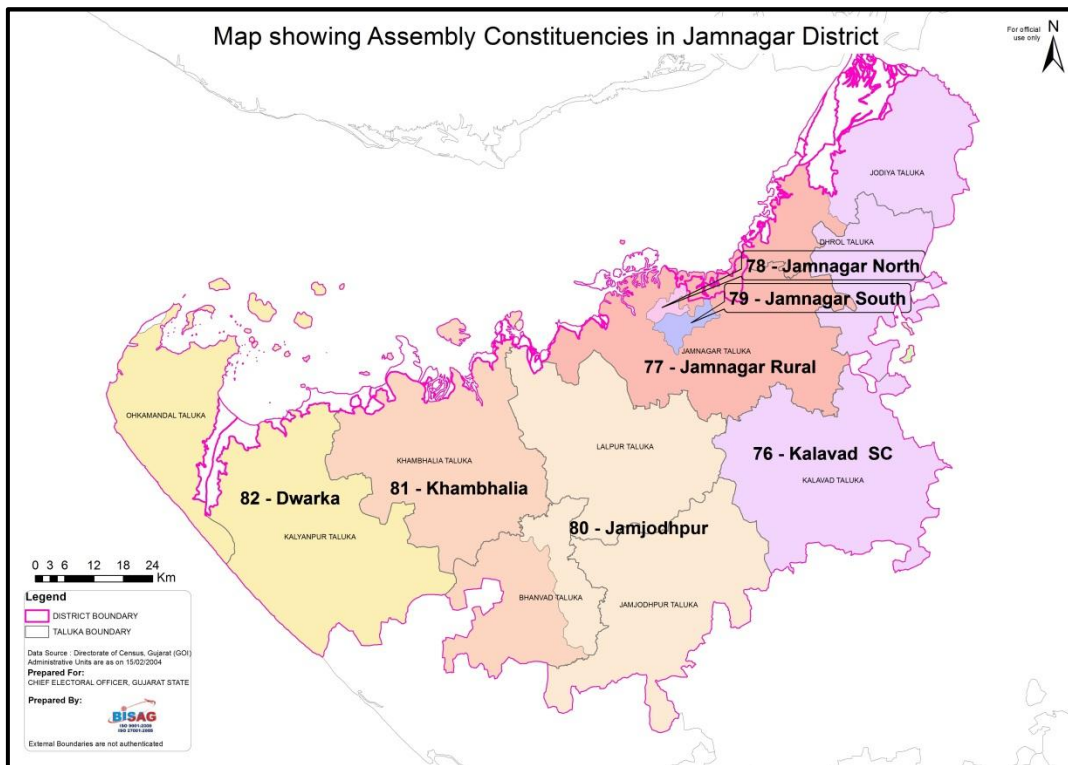 Map showing Assembly Constituencies in Jamnagar District
For official
use only
N
JODIYA TALUKA
DHROL TALUKA
78 - Jamnagar North
79 - Jamnagar South
JAMNAGAR TALUKA
77 - Jamnagar Rural
OHKAMANDAL TALUKA
LALPUR TALUKA
KHAMBHALIA TALUKA
76 - Kalavad SC
KALAVAD TALUKA
81 - Khambhalia
82 - Dwarka
80 - Jamjodhpur
KALYANPUR TALUKA
BHANVAD TALUKA
JAMJODHPUR TALUKA
0 3 6 12 18 24
Km
Legend
DISTRICT BOUNDARY
TALUKA BOUNDARY
Data Source : Directorate of Census, Gujarat (GOI)
Administrative Units are as on 15/02/2004
Prepared For:
CHIEF ELECTORAL OFFICER, GUJARAT STATE
Prepared By:
BISAG
External Boundaries are not authenticated